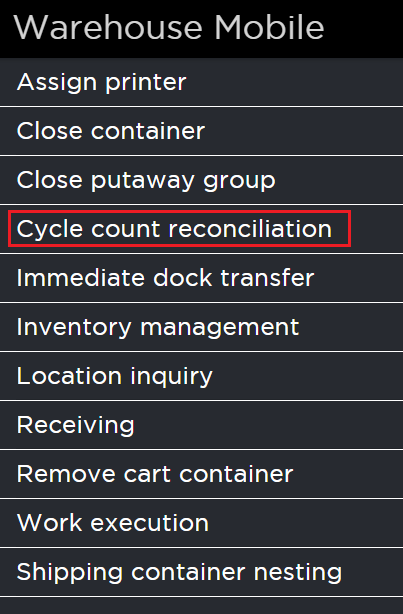 Warehouse Mobile
Assign printer
Close container
Close putaway group
Cycle count reconciliation
Immediate dock transfer
Inventory management
Location inquiry
Receiving
Remove cart container
Work execution
Shipping container nesting